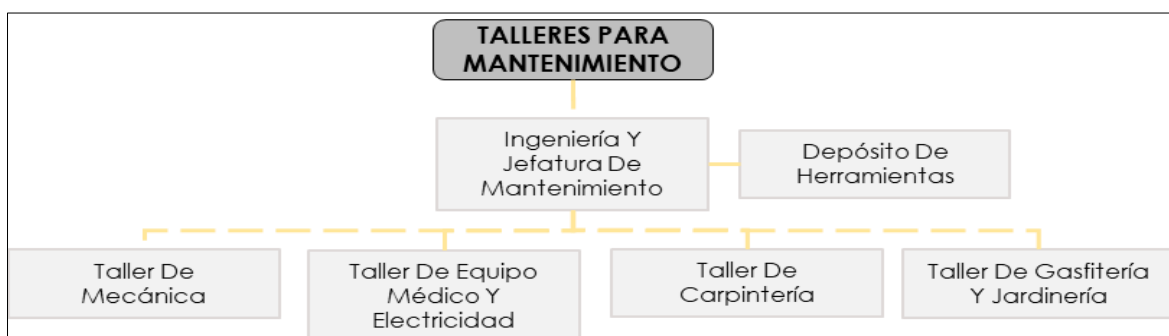 TALLERES PARA
MANTENIMIENTO
Ingeniería Y
Jefatura De
Mantenimiento
Depósito De
Herramientas
Taller De
Mecánica
Taller De Equipo
Médico Y
Electricidad
Taller De
Carpintería
Taller De Gasfitería
Y Jardinería